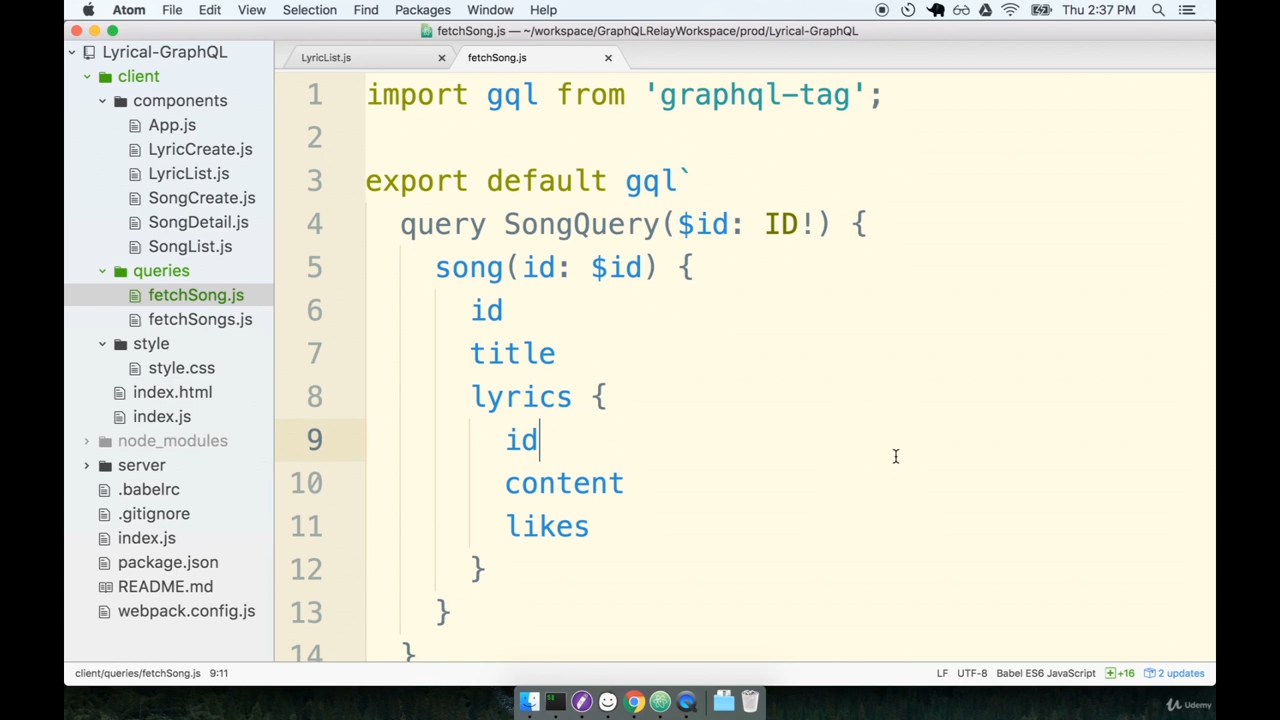 Atom File Edit View Selection Find Packages Window Help Thu 2:37 PM
fetchSong.js — ~/workspace/GraphQLRelayWorkspace/prod/Lyrical-GraphQL
Lyrical-GraphQL
client
components
App.js
LyricCreate.js
LyricList.js
SongCreate.js
SongDetail.js
SongList.js
queries
fetchSong.js
fetchSongs.js
style
style.css
index.html
index.js
node_modules
server
.babelrc
.gitignore
index.js
package.json
README.md
webpack.config.js
LyricList.js fetchSong.js
1 import gql from 'graphql-tag';
2
3 export default gql`
4 query SongQuery($id: ID!) {
5 song(id: $id) {
6 id
7 title
8 lyrics {
9 id
10 content
11 likes
12 }
13 }
14 }
client/queries/fetchSong.js 9:11 LF UTF-8 Babel ES6 JavaScript +16 2 updates
Udemy